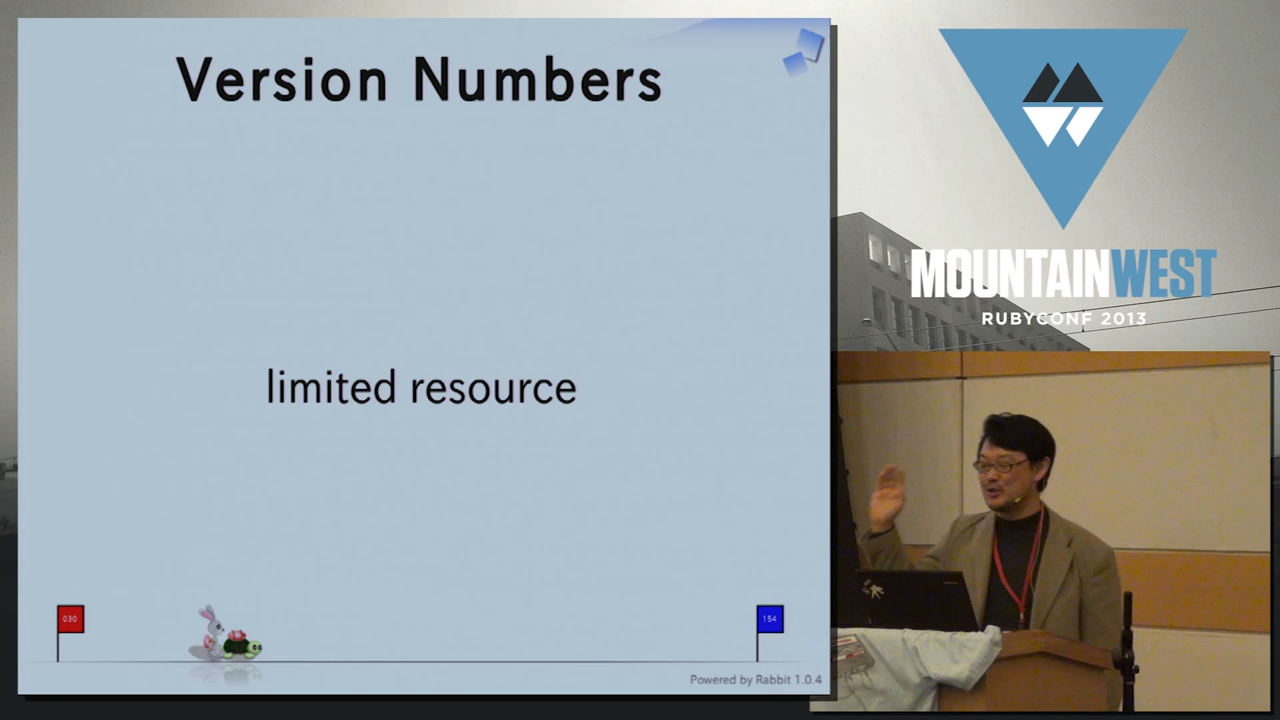 Version Numbers
limited resource
030
154
Powered by Rabbit 1.0.4
MOUNTAINWEST
RUBYCONF 2013